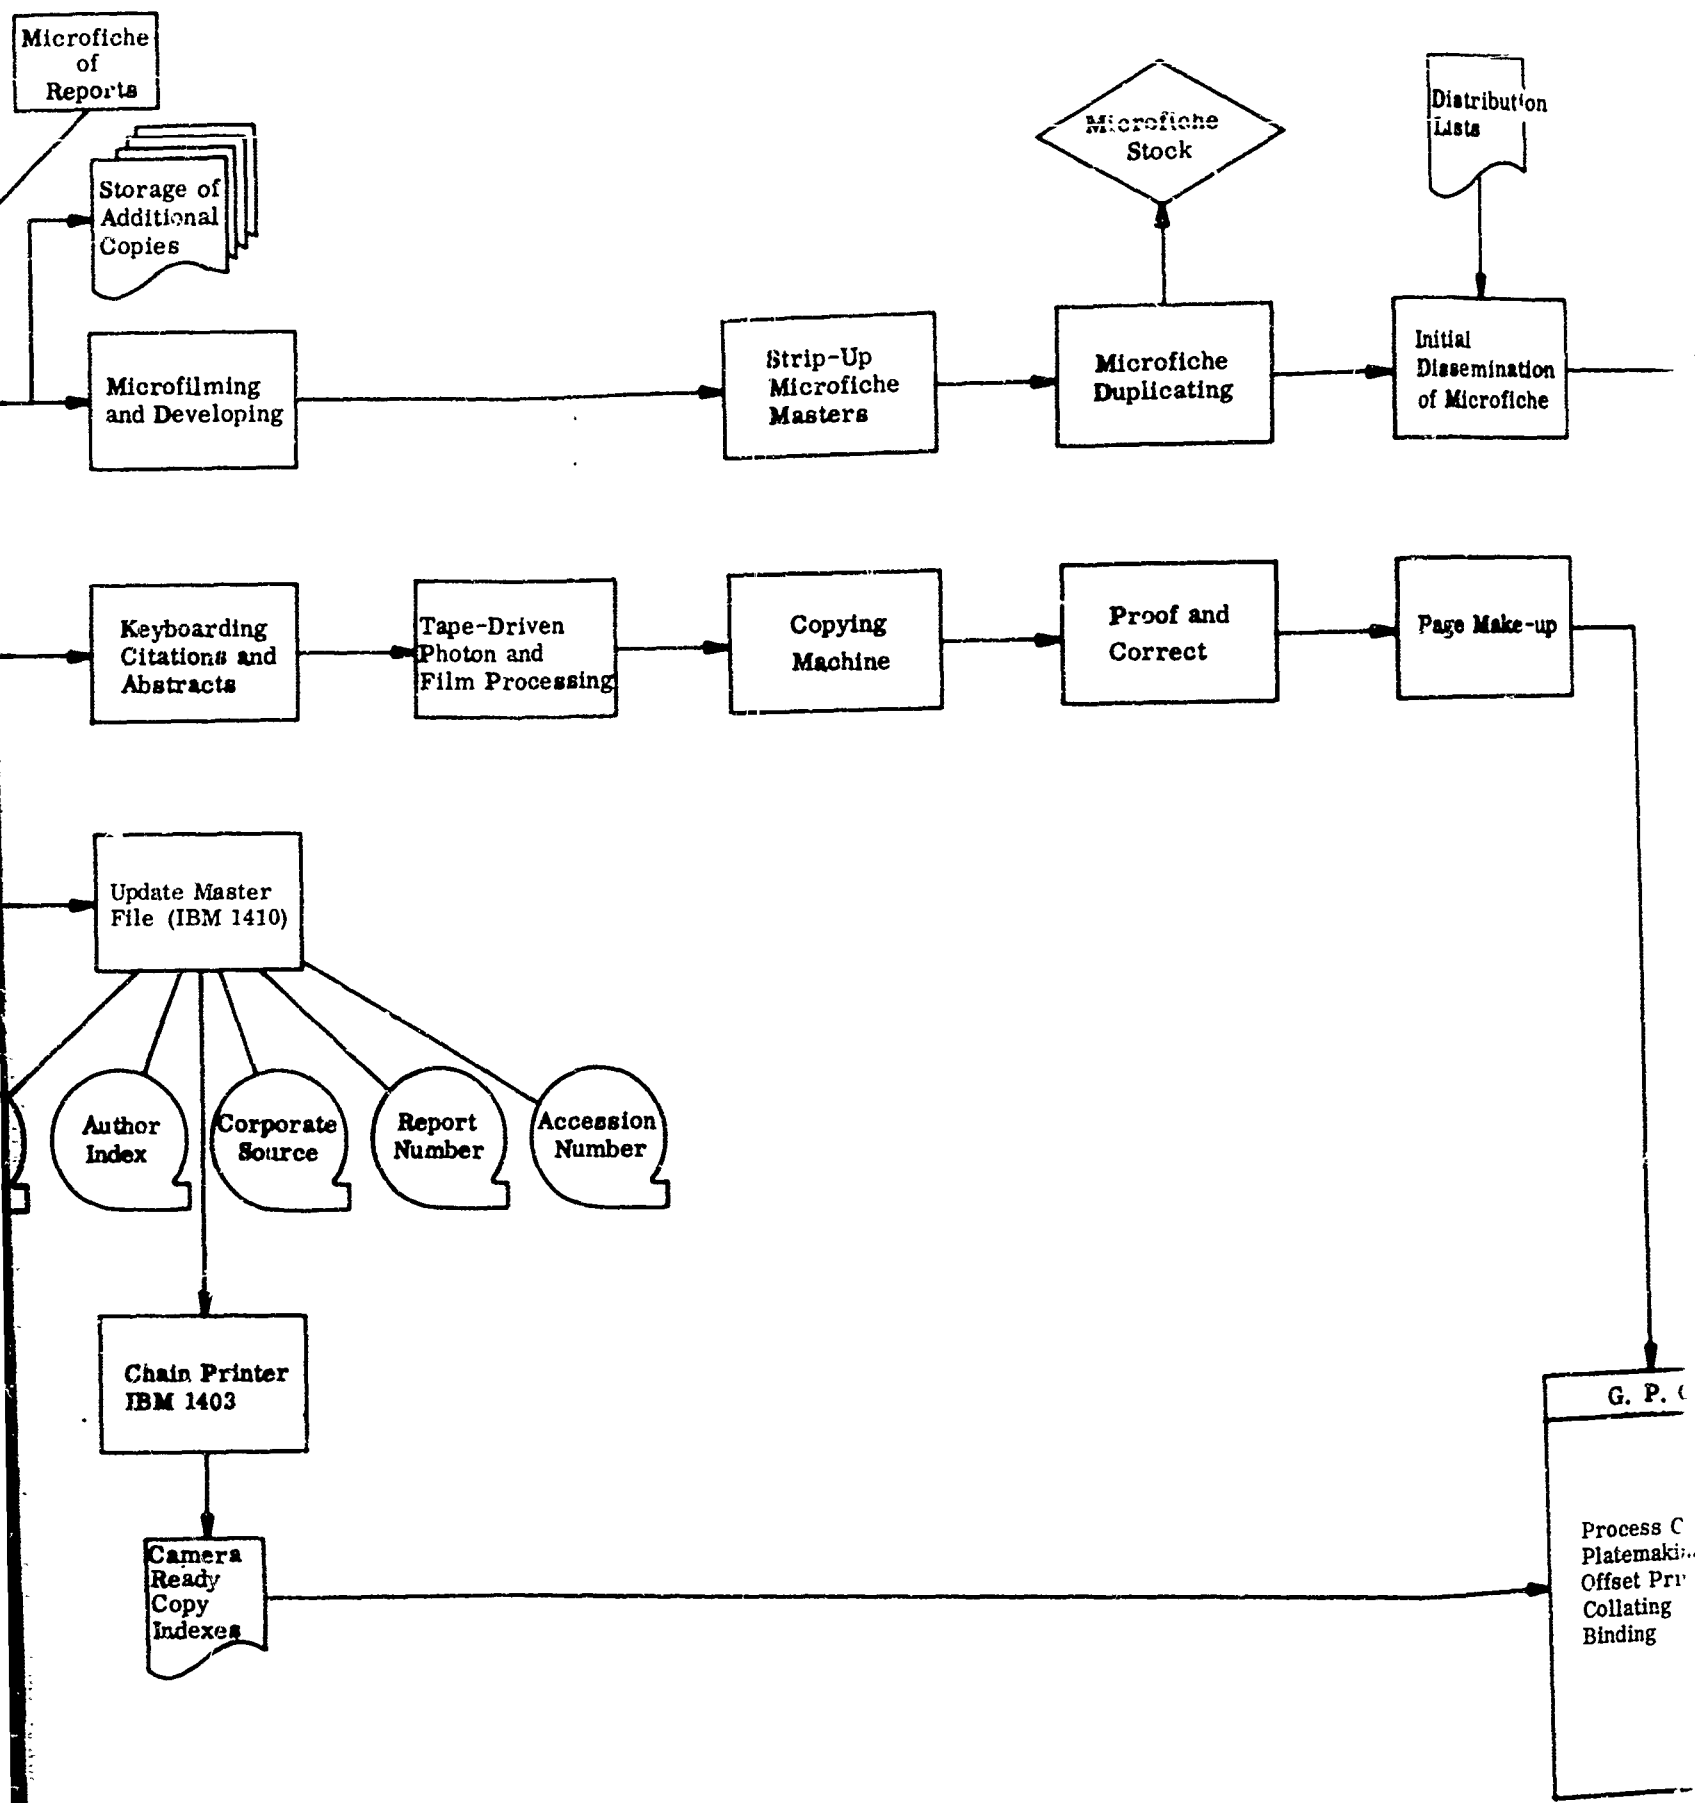 Microfiche
of
Reports
Storage of
Additional
Copies
Microfiche
Stock
Distribution
Lists
Microfilming
and Developing
Strip-Up
Microfiche
Masters
Microfiche
Duplicating
Initial
Dissemination
of Microfiche
Keyboarding
Citations and
Abstracts
Tape-Driven
Photon and
Film Processing
Copying
Machine
Proof and
Correct
Page Make-up
Update Master
File (IBM 1410)
Author
Index
Corporate
Source
Report
Number
Accession
Number
Chain Printer
IBM 1403
Camera
Ready
Copy
Indexes
G. P.
Process
Offset
Collating
Binding